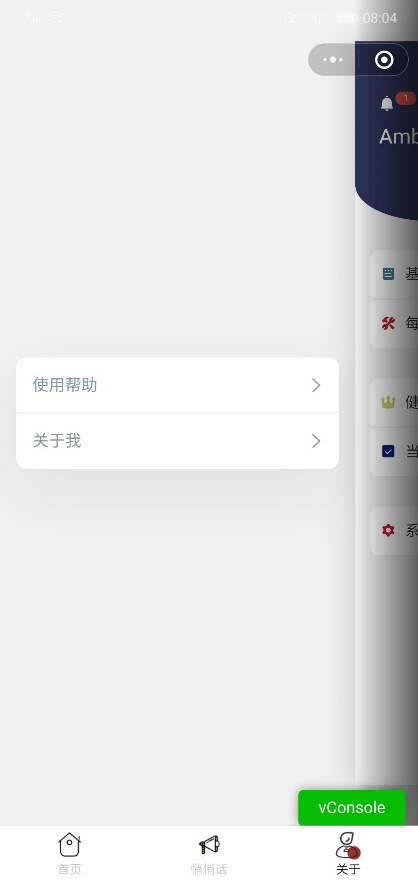 100% 08:04
1
Amb
基
每
使用帮助
健
关于我
当
系
vConsole
首页
悄悄话
关于